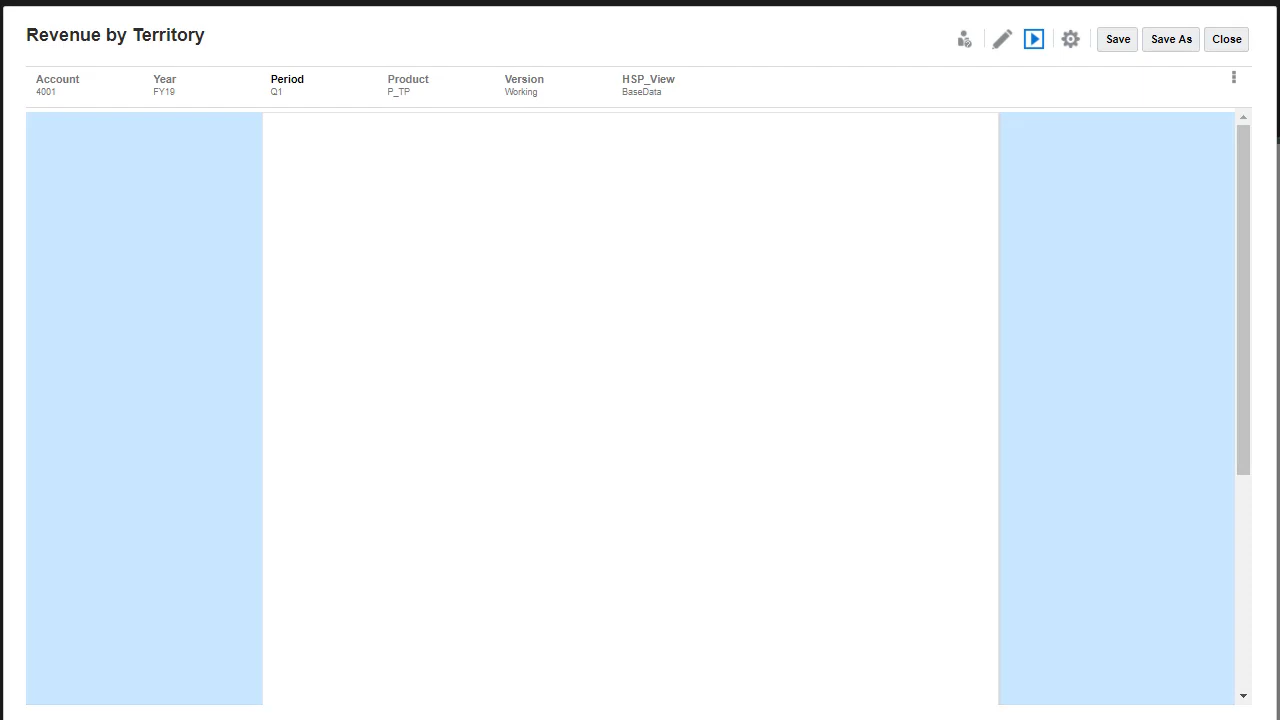 Revenue by Territory
Save Save As Close
Account Year Period Product Version HSP_View
4001 FY19 Q1 P_TP Working BaseData